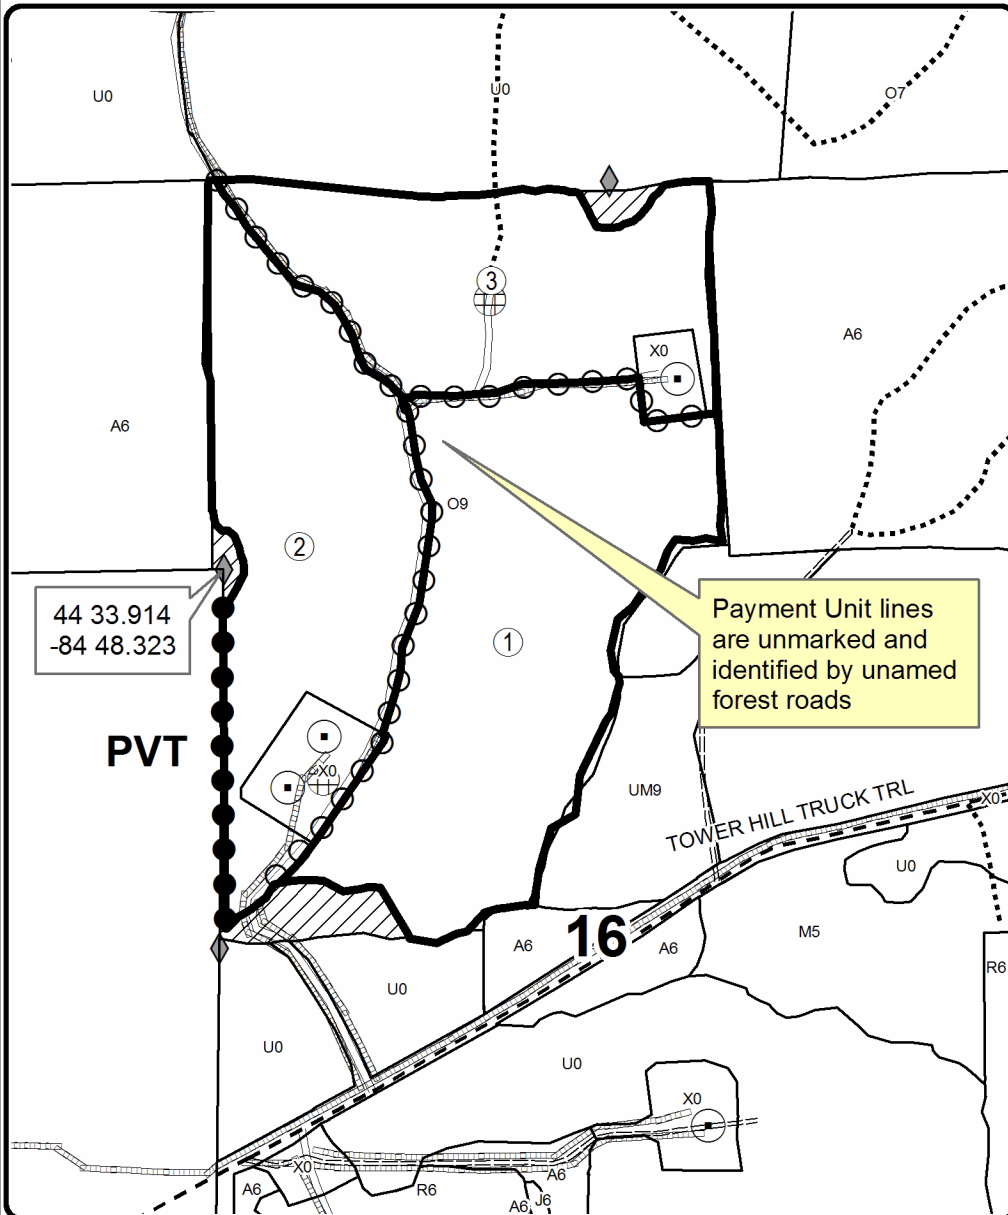 U0
U0
O7
3
X0
A6
A6
O9
2
44 33.914
-84 48.323
1
Payment Unit lines
are unmarked and
identified by unamed
forest roads
PVT
X0
UM9
TOWER HILL TRUCK TRL
X0
U0
16
A6
A6
M5
R6
U0
U0
U0
X0
X0
A6
R6
A6
A6
J6